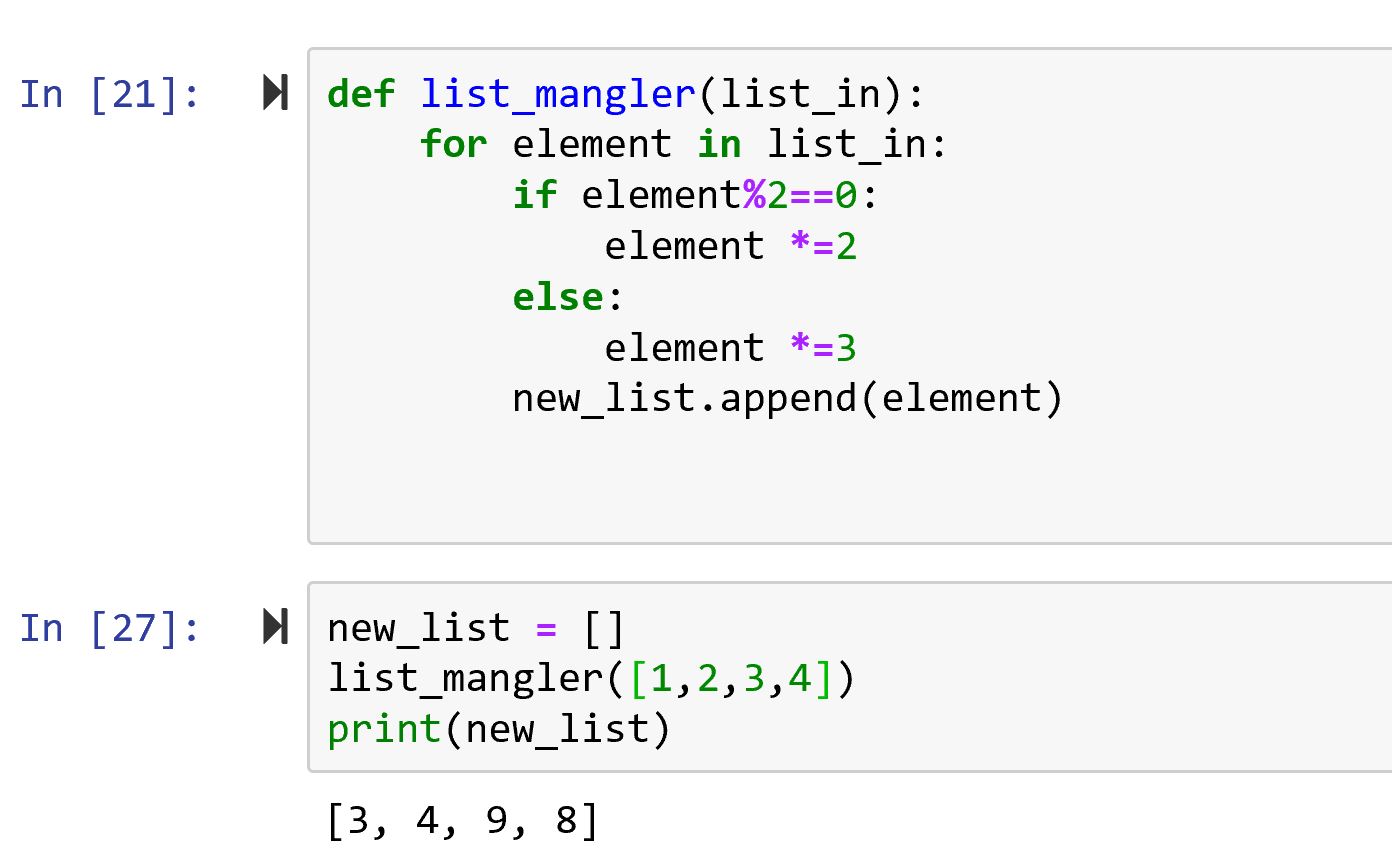 In [21]:
def list_mangler(list_in):
    for element in list_in:
        if element%2==0:
            element *=2
        else:
            element *=3
        new_list.append(element)
In [27]:
new_list = []
list_mangler([1,2,3,4])
print(new_list)
[3, 4, 9, 8]